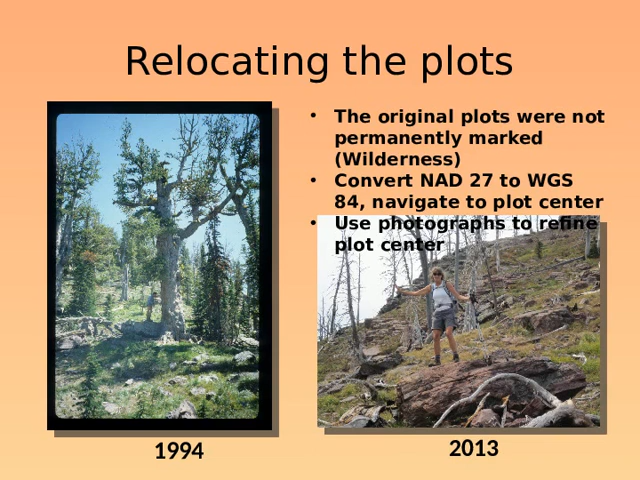 Relocating the plots
• The original plots were not
permanently marked
(Wilderness)
• Convert NAD 27 to WGS
84, navigate to plot center
• Use photographs to refine
plot center
1994
2013